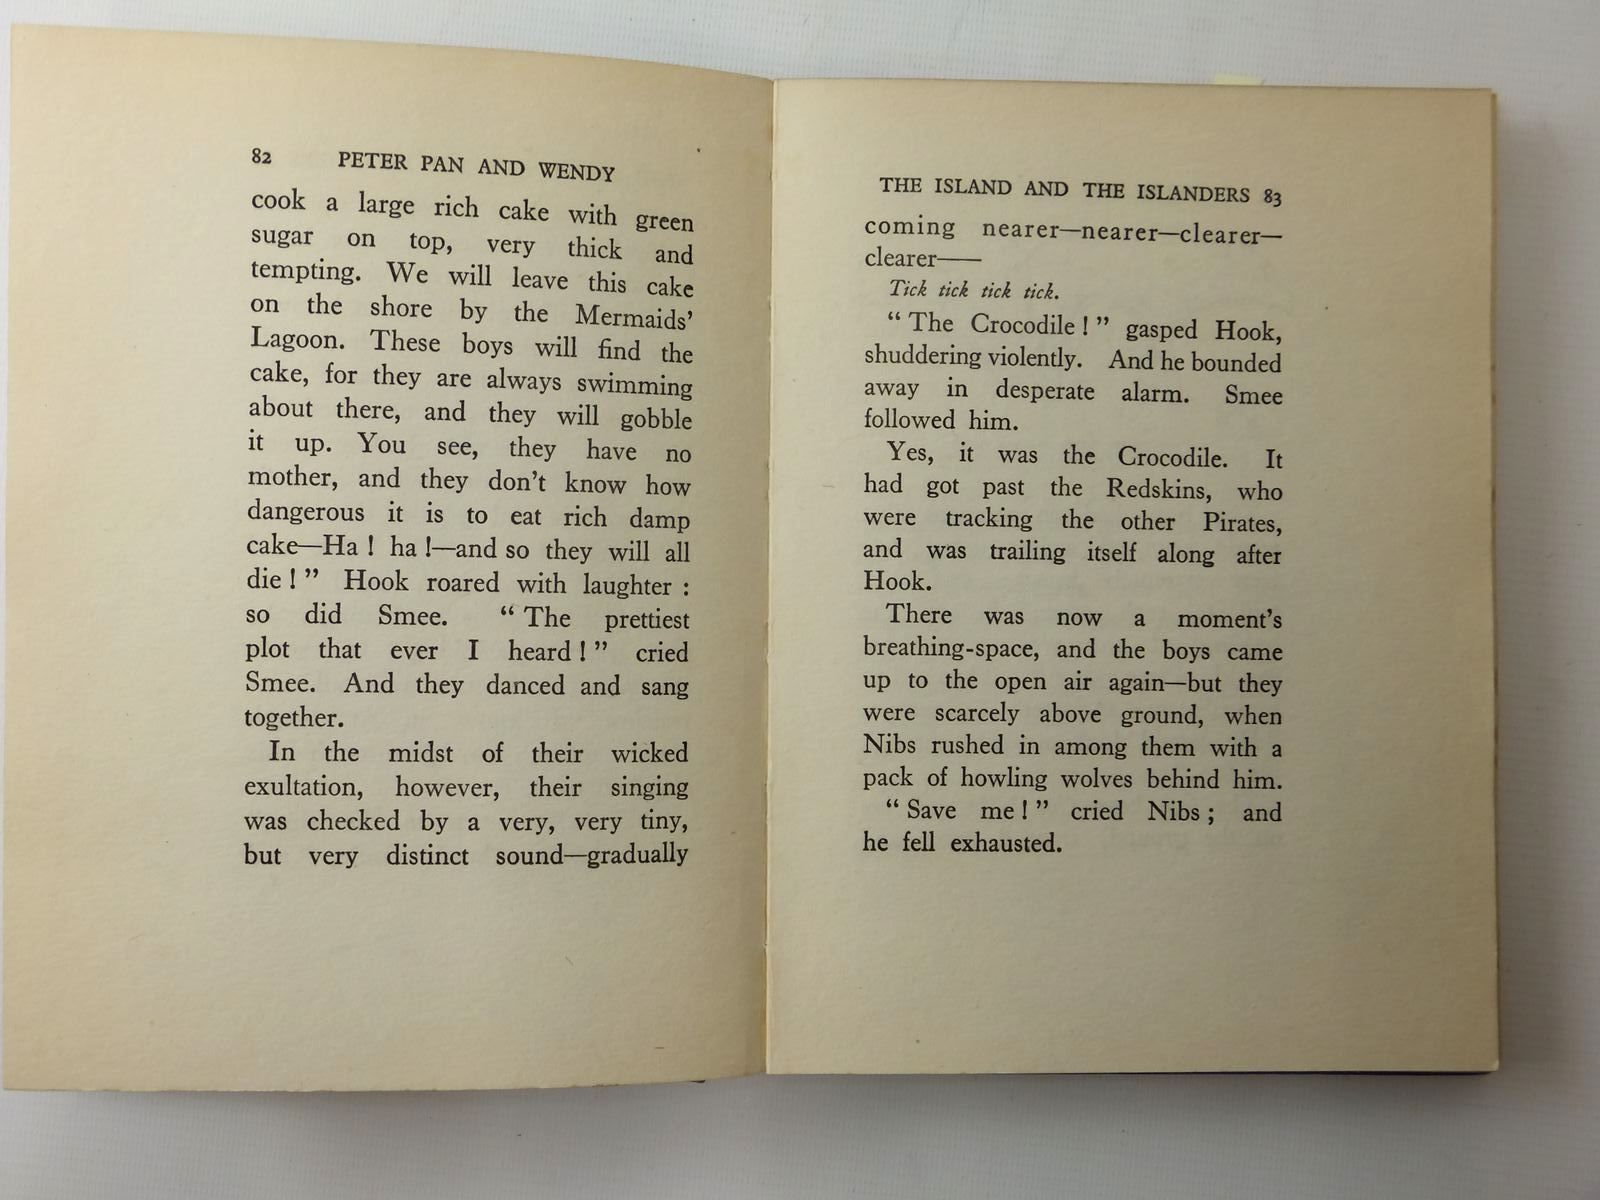 82 PETER PAN AND WENDY
cook a large rich cake with green
sugar on top, very thick and
tempting. We will leave this cake
on the shore by the Mermaids'
Lagoon. These boys will find the
cake, for they are always swimming
about there, and they will gobble
it up. You see, they have no
mother, and they don't know how
dangerous it is to eat rich damp
cake—Ha! ha!—and so they will all
die!" Hook roared with laughter:
so did Smee. "The prettiest
plot that ever I heard!" cried
Smee. And they danced and sang
together.
In the midst of their wicked
exultation, however, their singing
was checked by a very, very tiny,
but very distinct sound—gradually
THE ISLAND AND THE ISLANDERS 83
coming nearer—nearer—clearer—
clearer——
Tick tick tick tick.
"The Crocodile!" gasped Hook,
shuddering violently. And he bounded
away in desperate alarm. Smee
followed him.
Yes, it was the Crocodile. It
had got past the Redskins, who
were tracking the other Pirates,
and was trailing itself along after
Hook.
There was now a moment's
breathing-space, and the boys came
up to the open air again—but they
were scarcely above ground, when
Nibs rushed in among them with a
pack of howling wolves behind him.
"Save me!" cried Nibs; and
he fell exhausted.